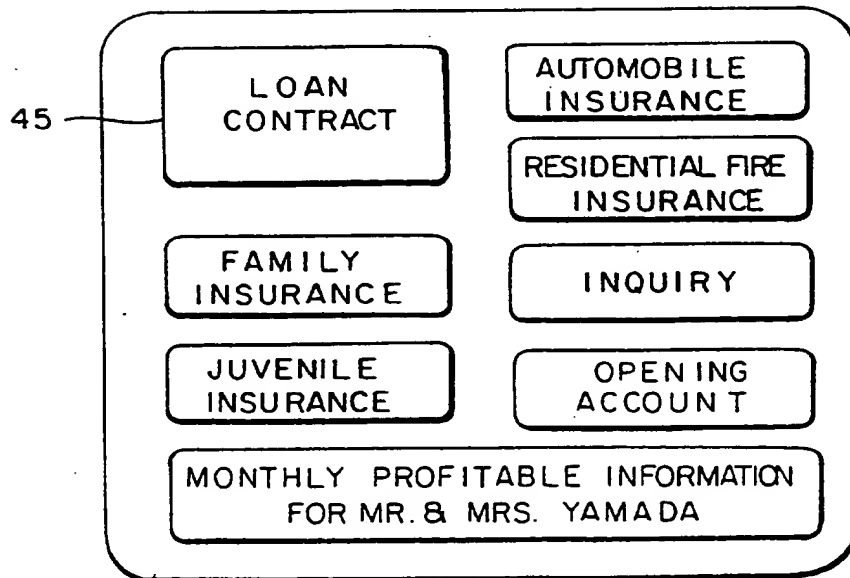 LOAN
CONTRACT
45
AUTOMOBILE
INSURANCE
RESIDENTIAL FIRE
INSURANCE
FAMILY
INSURANCE
INQUIRY
JUVENILE
INSURANCE
OPENING
ACCOUNT
MONTHLY PROFITABLE INFORMATION
FOR MR. & MRS. YAMADA